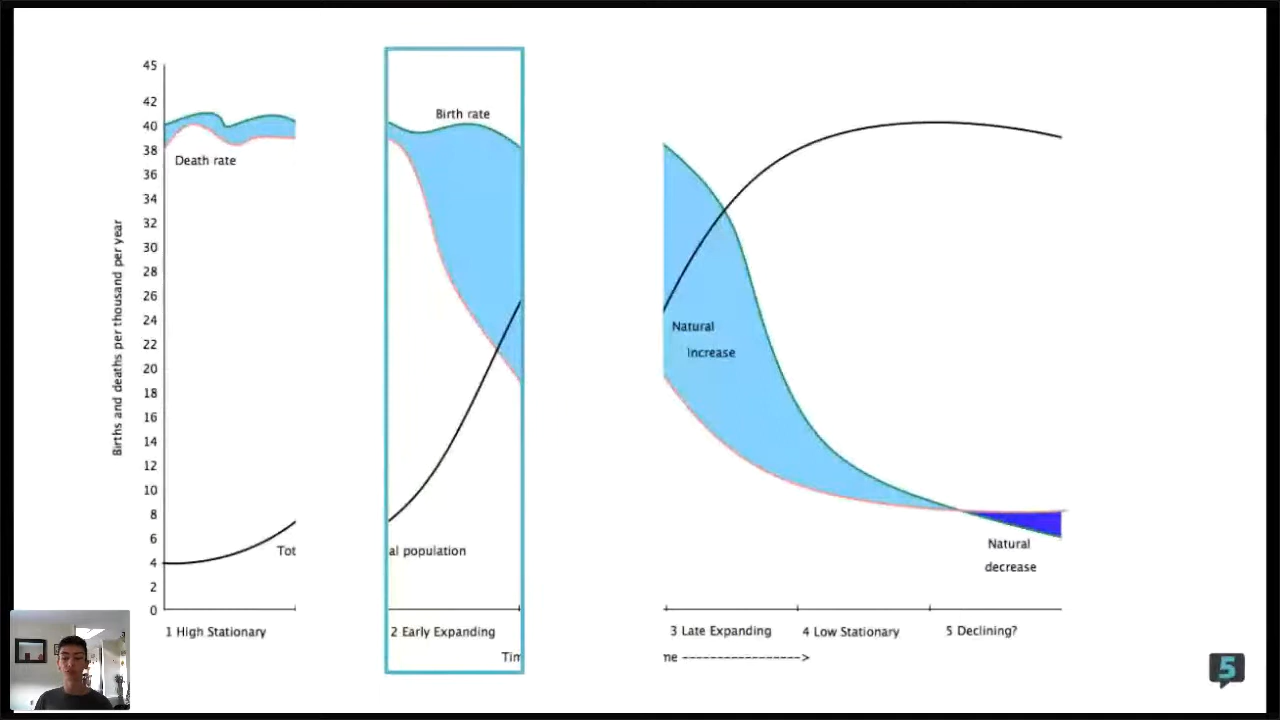 45
42
40
38
36
34
32
30
28
26
24
22
20
18
16
14
12
10
8
6
4
2
0
Births and deaths per thousand per year
Birth rate
Death rate
Natural
increase
Tot
al population
Natural
decrease
1 High Stationary
2 Early Expanding
3 Late Expanding
4 Low Stationary
5 Declining?
Tim
me ----------------->
5